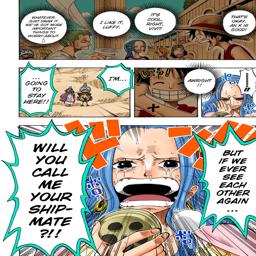 THAT'S
OKAY.
AN X IS
GOOD!
IT'S
COOL,
RIGHT,
VIVI?
I LIKE IT,
LUFFY.
WHATEVER,
JUST MAKE IT.
WE'VE GOT MORE
IMPORTANT
THINGS
TO WORRY
ABOUT...
ALRIGHT
!!
I'M...
...
GOING TO
STAY
HERE!!
BUT IF
WE EVER
SEE
EACH
OTHER
AGAIN
...
WILL
YOU
CALL
ME
YOUR
SHIP-
MATE
?!!